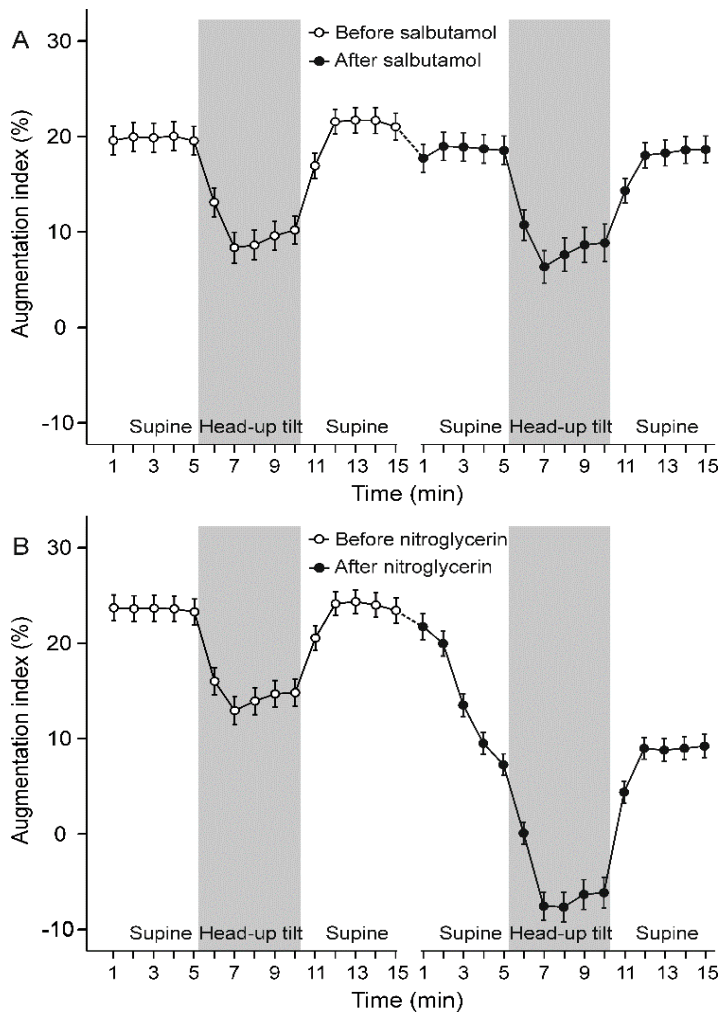 A
Augmentation index (%)
30
20
10
0
-10
Before salbutamol
After salbutamol
Supine Head-up tilt Supine Supine Head-up tilt Supine
1 3 5 7 9 11 13 15 1 3 5 7 9 11 13 15
Time (min) Time (min)
B
Augmentation index (%)
30
20
10
0
-10
Before nitroglycerin
After nitroglycerin
Supine Head-up tilt Supine Supine Head-up tilt Supine
1 3 5 7 9 11 13 15 1 3 5 7 9 11 13 15
Time (min)